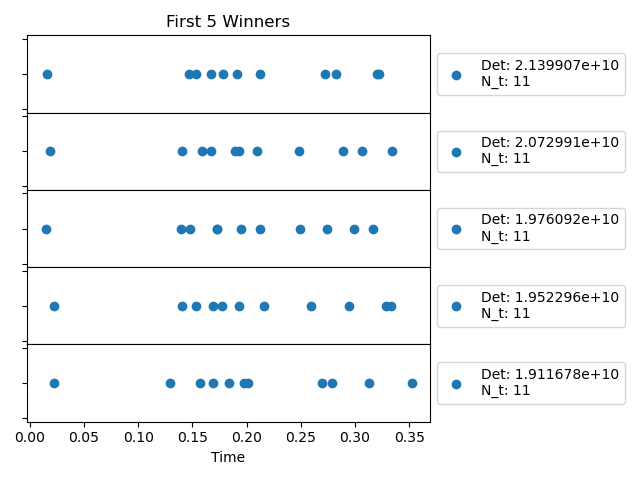 First 5 Winners
Det: 2.139907e+10
N_t: 11
Det: 2.072991e+10
N_t: 11
Det: 1.976092e+10
N_t: 11
Det: 1.952296e+10
N_t: 11
Det: 1.911678e+10
N_t: 11
0.00 0.05 0.10 0.15 0.20 0.25 0.30 0.35
Time